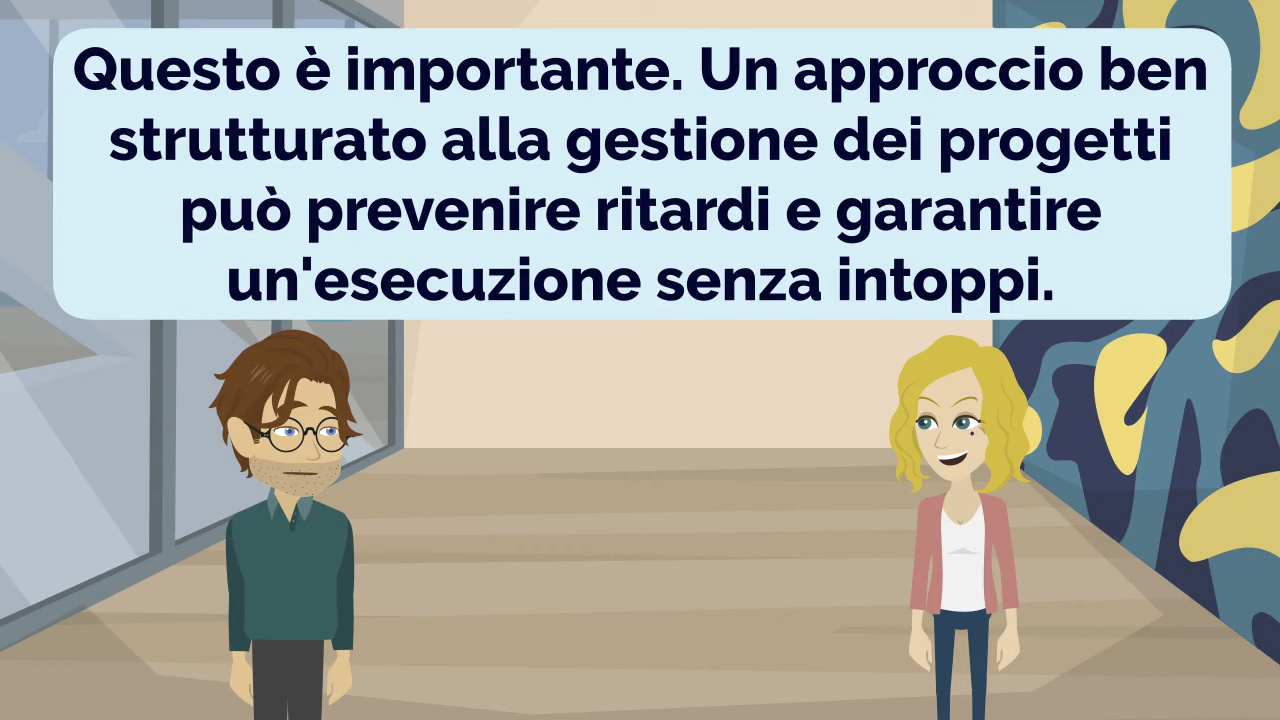 Questo è importante. Un approccio ben
strutturato alla gestione dei progetti
può prevenire ritardi e garantire
un'esecuzione senza intoppi.